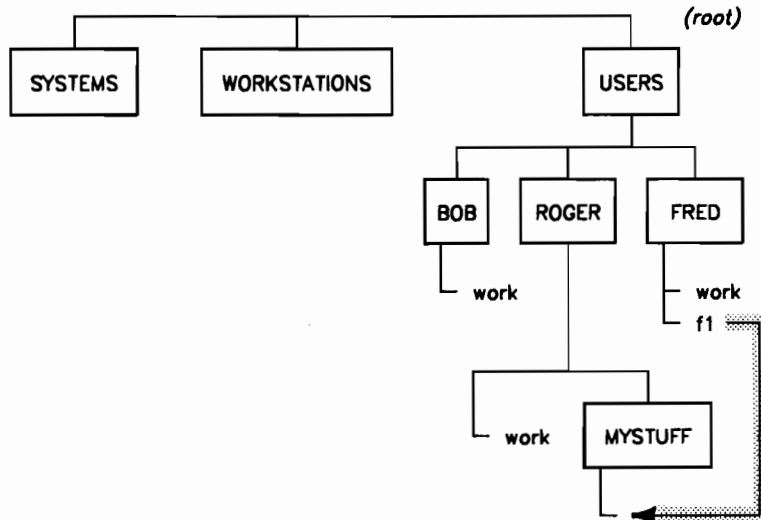 (root)
SYSTEMS
WORKSTATIONS
USERS
BOB
ROGER
FRED
work
work
f1
work
MYSTUFF